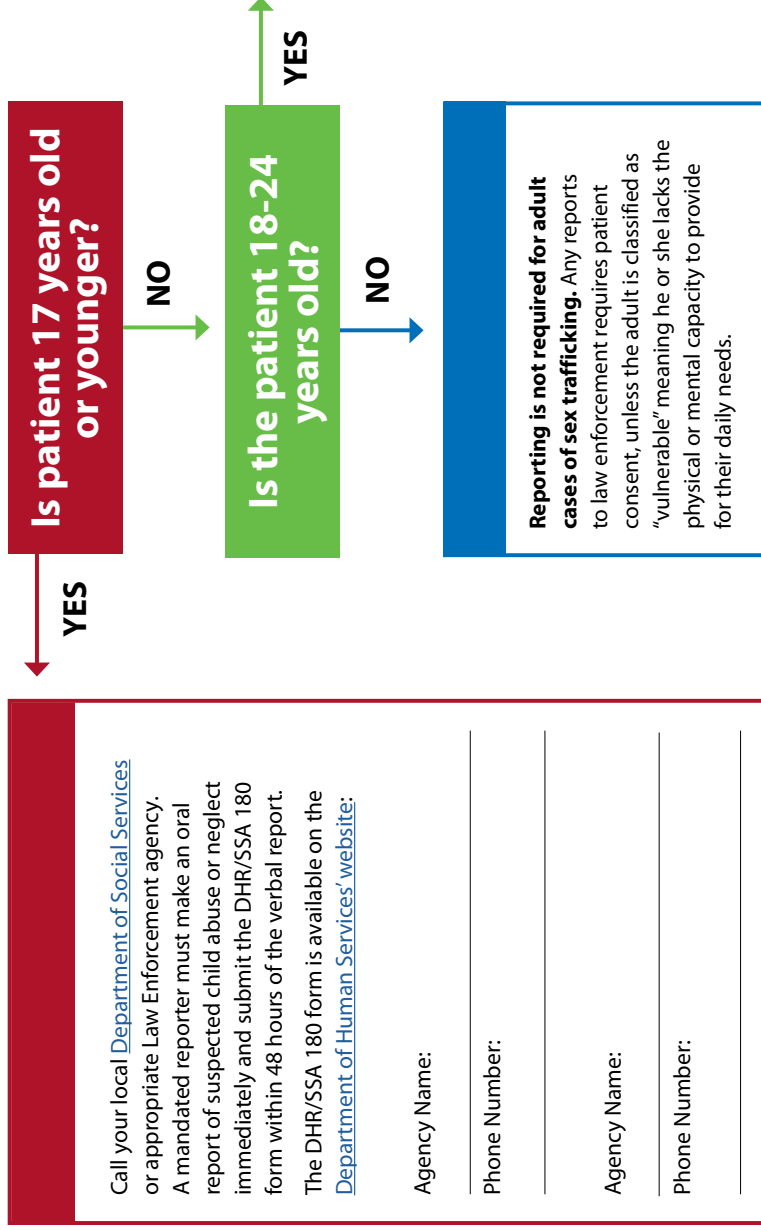 Is patient 17 years old
or younger?
YES
NO
Call your local Department of Social Services
or appropriate Law Enforcement agency.
A mandated reporter must make an oral
report of suspected child abuse or neglect
immediately and submit the DHR/SSA 180
form within 48 hours of the verbal report.
The DHR/SSA 180 form is available on the
Department of Human Services’ website:
Agency Name:
Phone Number:
Agency Name:
Phone Number:
Is the patient 18-24
years old?
YES
NO
Reporting is not required for adult
cases of sex trafficking. Any reports
to law enforcement requires patient
consent, unless the adult is classified as
“vulnerable” meaning he or she lacks the
physical or mental capacity to provide
for their daily needs.